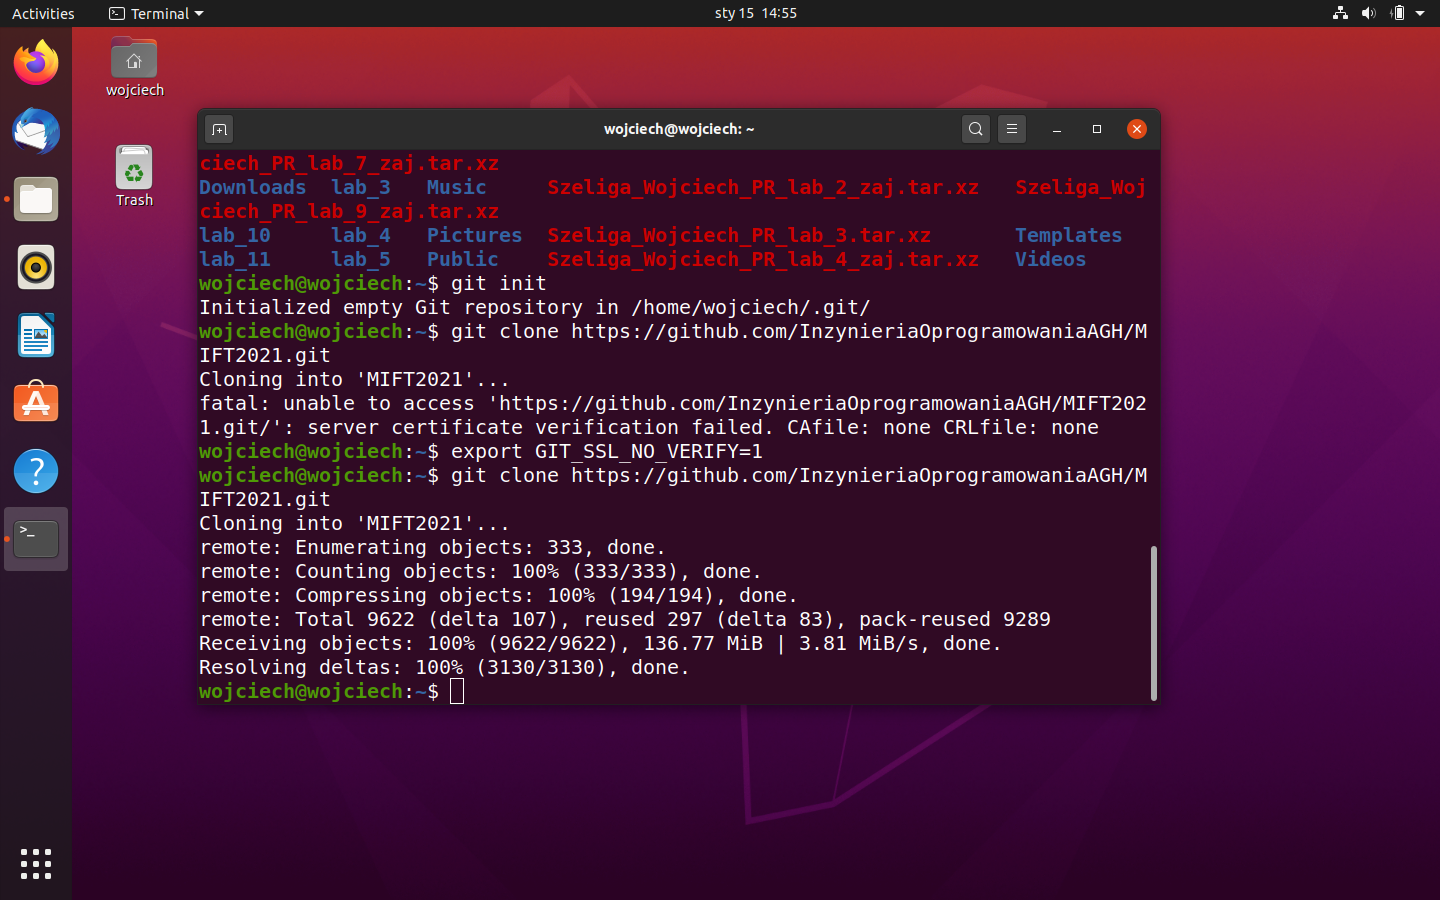 Activities
Terminal
sty 15 14:55
wojciech
Trash
wojciech@wojciech: ~
ciech_PR_lab_7_zaj.tar.xz
Downloads lab_3 Music Szeliga_Wojciech_PR_lab_2_zaj.tar.xz Szeliga_Woj
ciech_PR_lab_9_zaj.tar.xz
lab_10 lab_4 Pictures Szeliga_Wojciech_PR_lab_3.tar.xz Templates
lab_11 lab_5 Public Szeliga_Wojciech_PR_lab_4_zaj.tar.xz Videos
wojciech@wojciech:~$ git init
Initialized empty Git repository in /home/wojciech/.git/
wojciech@wojciech:~$ git clone https://github.com/InzynieriaOprogramowaniaAGH/M
IFT2021.git
Cloning into 'MIFT2021'...
fatal: unable to access 'https://github.com/InzynieriaOprogramowaniaAGH/MIFT202
1.git/': server certificate verification failed. CAfile: none CRLfile: none
wojciech@wojciech:~$ export GIT_SSL_NO_VERIFY=1
wojciech@wojciech:~$ git clone https://github.com/InzynieriaOprogramowaniaAGH/M
IFT2021.git
Cloning into 'MIFT2021'...
remote: Enumerating objects: 333, done.
remote: Counting objects: 100% (333/333), done.
remote: Compressing objects: 100% (194/194), done.
remote: Total 9622 (delta 107), reused 297 (delta 83), pack-reused 9289
Receiving objects: 100% (9622/9622), 136.77 MiB | 3.81 MiB/s, done.
Resolving deltas: 100% (3130/3130), done.
wojciech@wojciech:~$